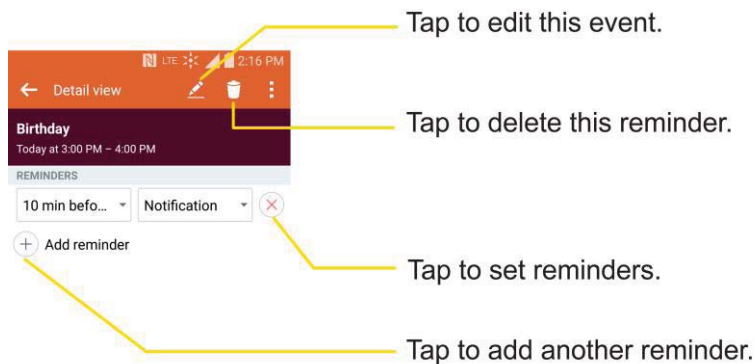 Tap to edit this event.
LTE 2:16 PM
Detail view
Tap to delete this reminder.
Birthday
Today at 3:00 PM – 4:00 PM
REMINDERS
10 min befo... Notification
Add reminder
Tap to set reminders.
Tap to add another reminder.